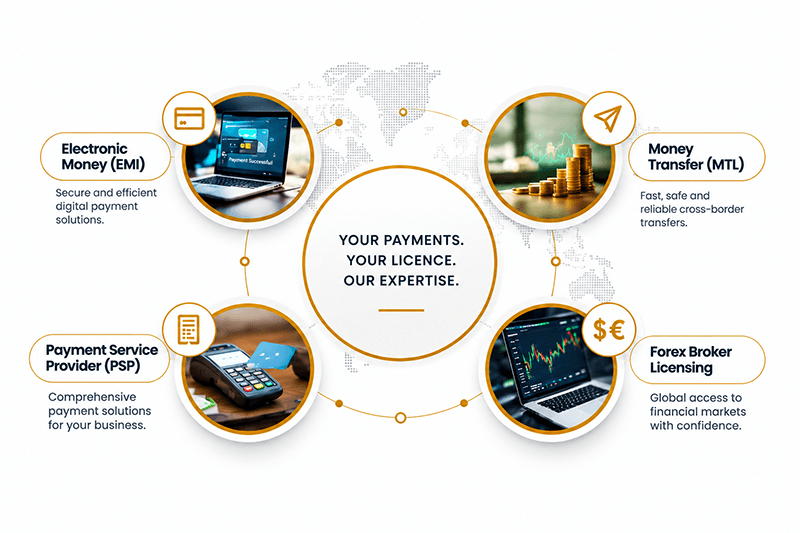 Electronic
Money (EMI)
Secure and efficient
digital payment
solutions.
Payment Successful
Money
Transfer (MTL)
Fast, safe and
reliable cross-border
transfers.
YOUR PAYMENTS.
YOUR LICENCE.
OUR EXPERTISE.
Payment Service
Provider (PSP)
Comprehensive
payment solutions
for your business.
$€
Forex Broker
Licensing
Global access to
financial markets
with confidence.